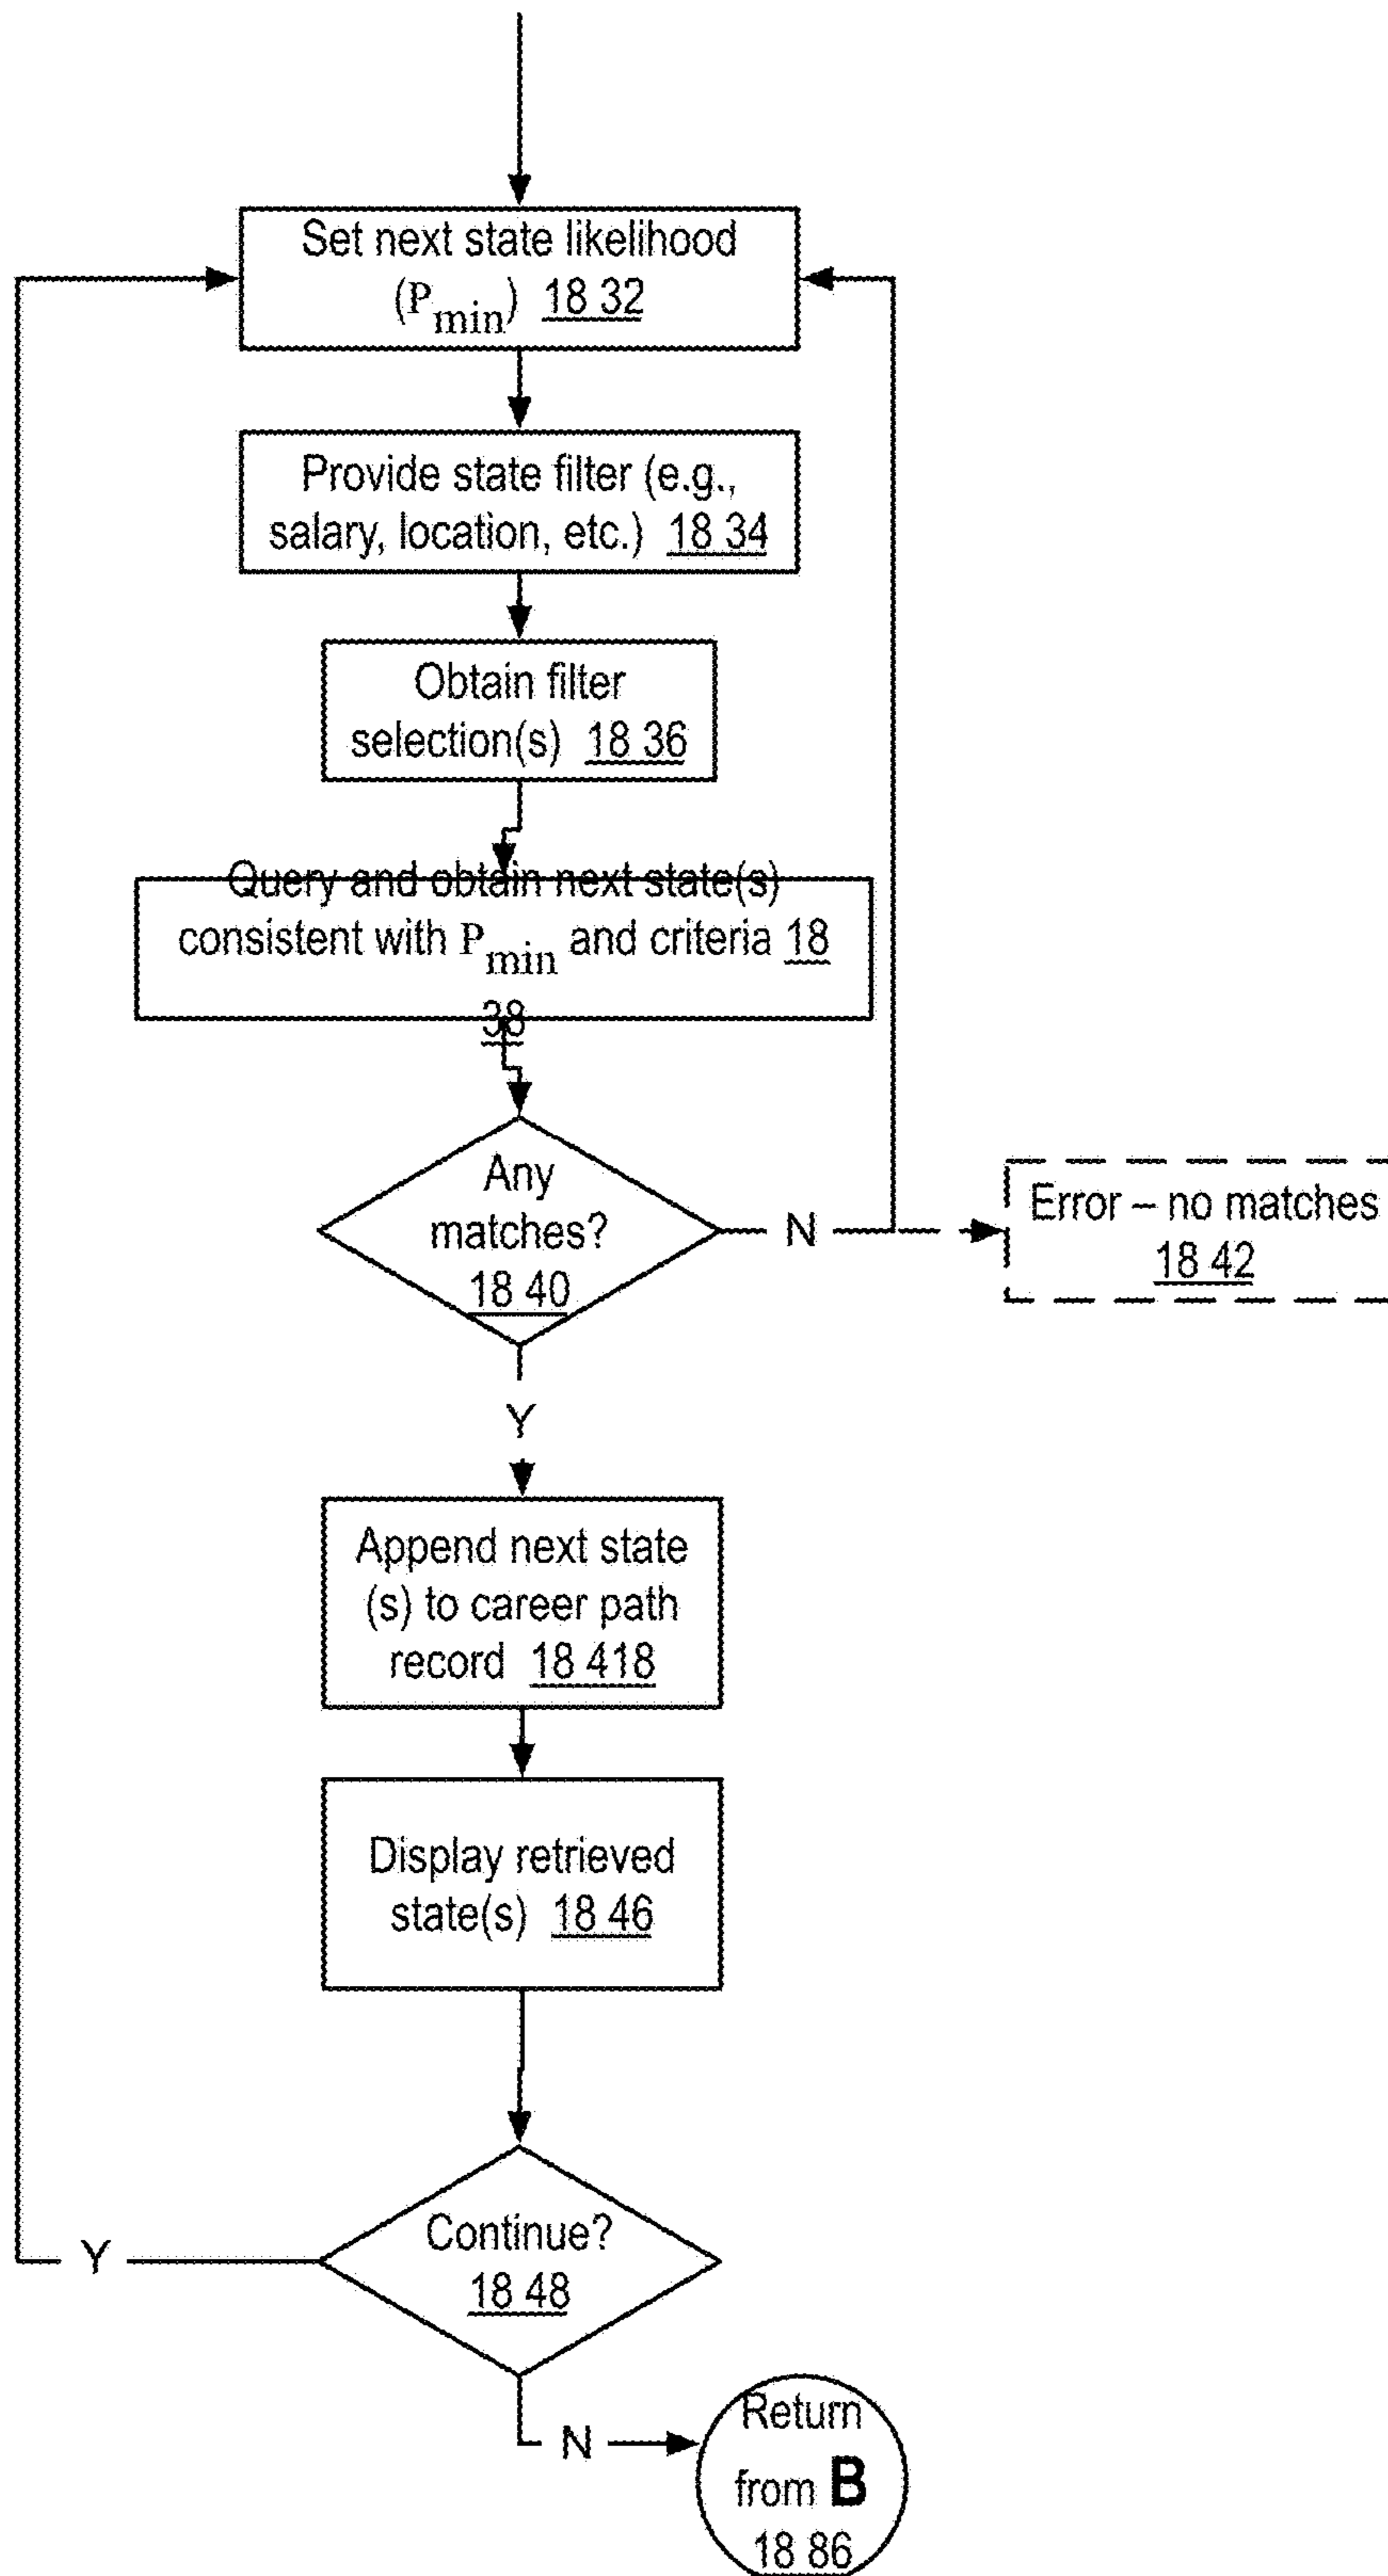 Set next state likelihood
(Pmin) 18 32
Provide state filter (e.g.,
salary, location, etc.) 18 34
Obtain filter
selection(s) 18 36
Query and obtain next state(s)
consistent with Pmin and criteria 18
38
Any
matches?
18 40
N
Error – no matches
18 42
Y
Append next state
(s) to career path
record 18 418
Display retrieved
state(s) 18 46
Continue?
18 48
Y
N
Return
from B
18 86